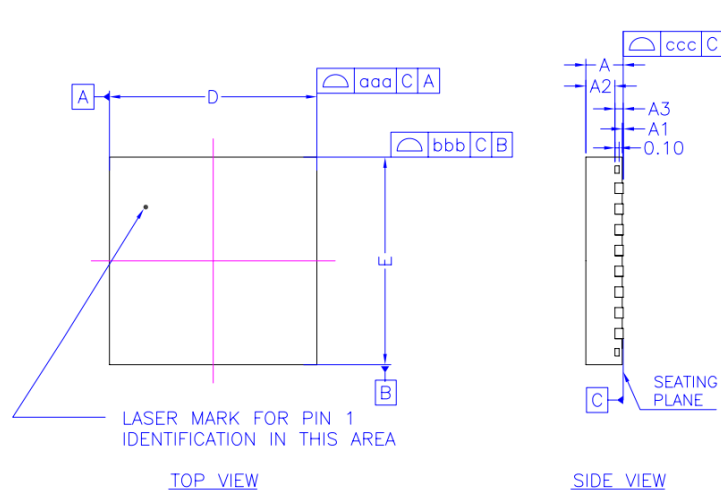 A
D
aaa C A
bbb C B
E
B
LASER MARK FOR PIN 1
IDENTIFICATION IN THIS AREA
TOP VIEW
ccc C
A
A2
A3
A1
0.10
C
SEATING
PLANE
SIDE VIEW